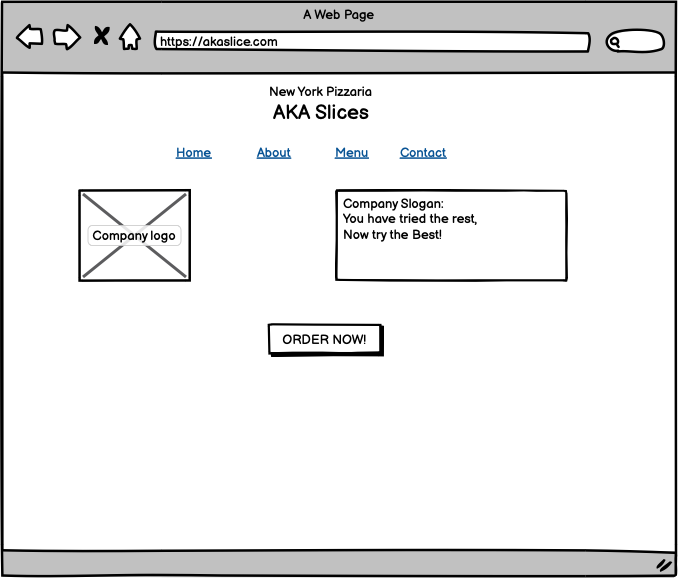 A Web Page
https://akaslice.com
New York Pizzaria
AKA Slices
Home About Menu Contact
Company logo
Company Slogan:
You have tried the rest,
Now try the Best!
ORDER NOW!